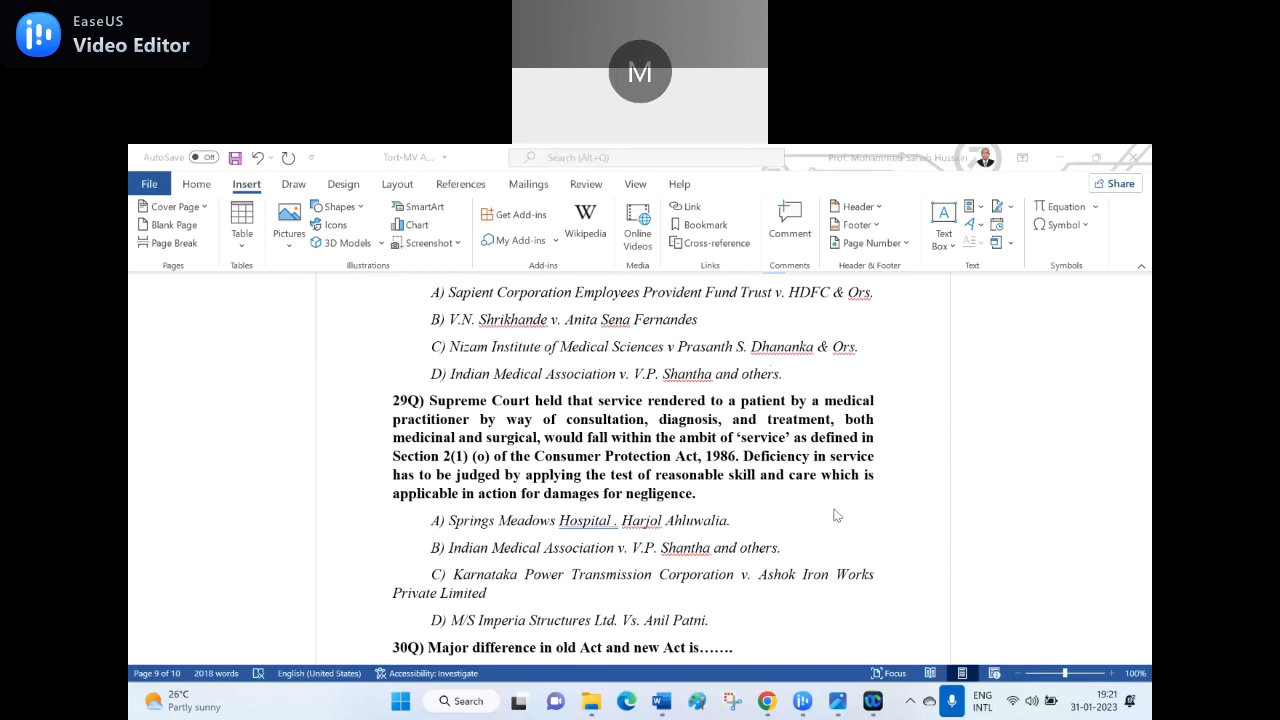 EaseUS
Video Editor
M
AutoSave Off Tort-MV A... Search (Alt+Q) Prof. Mohammed Saheb Hussain
File Home Insert Draw Design Layout References Mailings Review View Help Share
Cover Page
Blank Page
Page Break
Pages
Table
Tables
Pictures
Shapes
Icons
3D Models
SmartArt
Chart
Screenshot
Illustrations
Get Add-ins
My Add-ins
Wikipedia
Add-ins
Online
Videos
Media
Link
Bookmark
Cross-reference
Links
Comment
Comments
Header
Footer
Page Number
Header & Footer
Text
Box
Text
Equation
Symbol
Symbols
A) Sapient Corporation Employees Provident Fund Trust v. HDFC & Ors.
B) V.N. Shrikhande v. Anita Sena Fernandes
C) Nizam Institute of Medical Sciences v Prasanth S. Dhananka & Ors.
D) Indian Medical Association v. V.P. Shantha and others.
29Q) Supreme Court held that service rendered to a patient by a medical
practitioner by way of consultation, diagnosis, and treatment, both
medicinal and surgical, would fall within the ambit of ‘service’ as defined in
Section 2(1) (o) of the Consumer Protection Act, 1986. Deficiency in service
has to be judged by applying the test of reasonable skill and care which is
applicable in action for damages for negligence.
A) Springs Meadows Hospital . Harjol Ahluwalia.
B) Indian Medical Association v. V.P. Shantha and others.
C) Karnataka Power Transmission Corporation v. Ashok Iron Works
Private Limited
D) M/S Imperia Structures Ltd. Vs. Anil Patni.
30Q) Major difference in old Act and new Act is…….
Page 9 of 10 2018 words English (United States) Accessibility: Investigate Focus 100%
26°C
Partly sunny
Search
ENG
INTL
19:21
31-01-2023